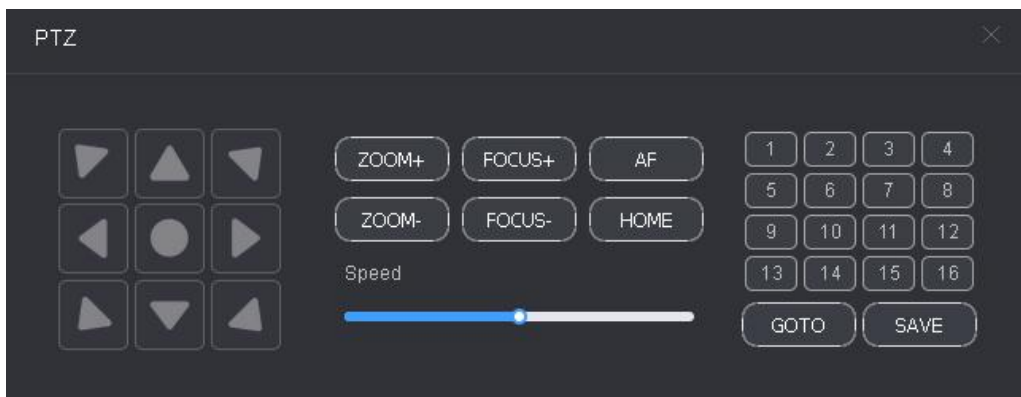 PTZ
ZOOM+ FOCUS+ AF
ZOOM- FOCUS- HOME
Speed
1 2 3 4
5 6 7 8
9 10 11 12
13 14 15 16
GOTO SAVE